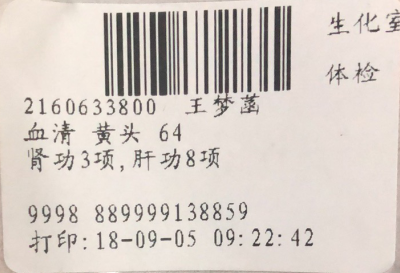 生化室
体检
2160633800 王梦菡
血清 黄头 64
肾功3项,肝功8项
9998 889999138859
打印:18-09-05 09:22:42